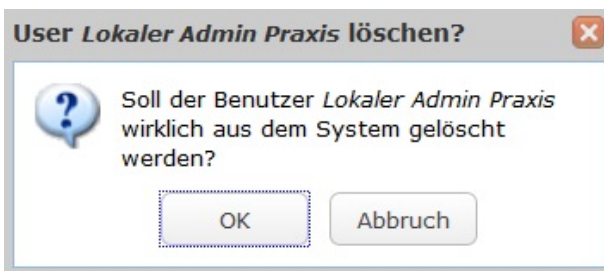 User Lokaler Admin Praxis löschen?
Soll der Benutzer Lokaler Admin Praxis
wirklich aus dem System gelöscht
werden?
OK
Abbruch